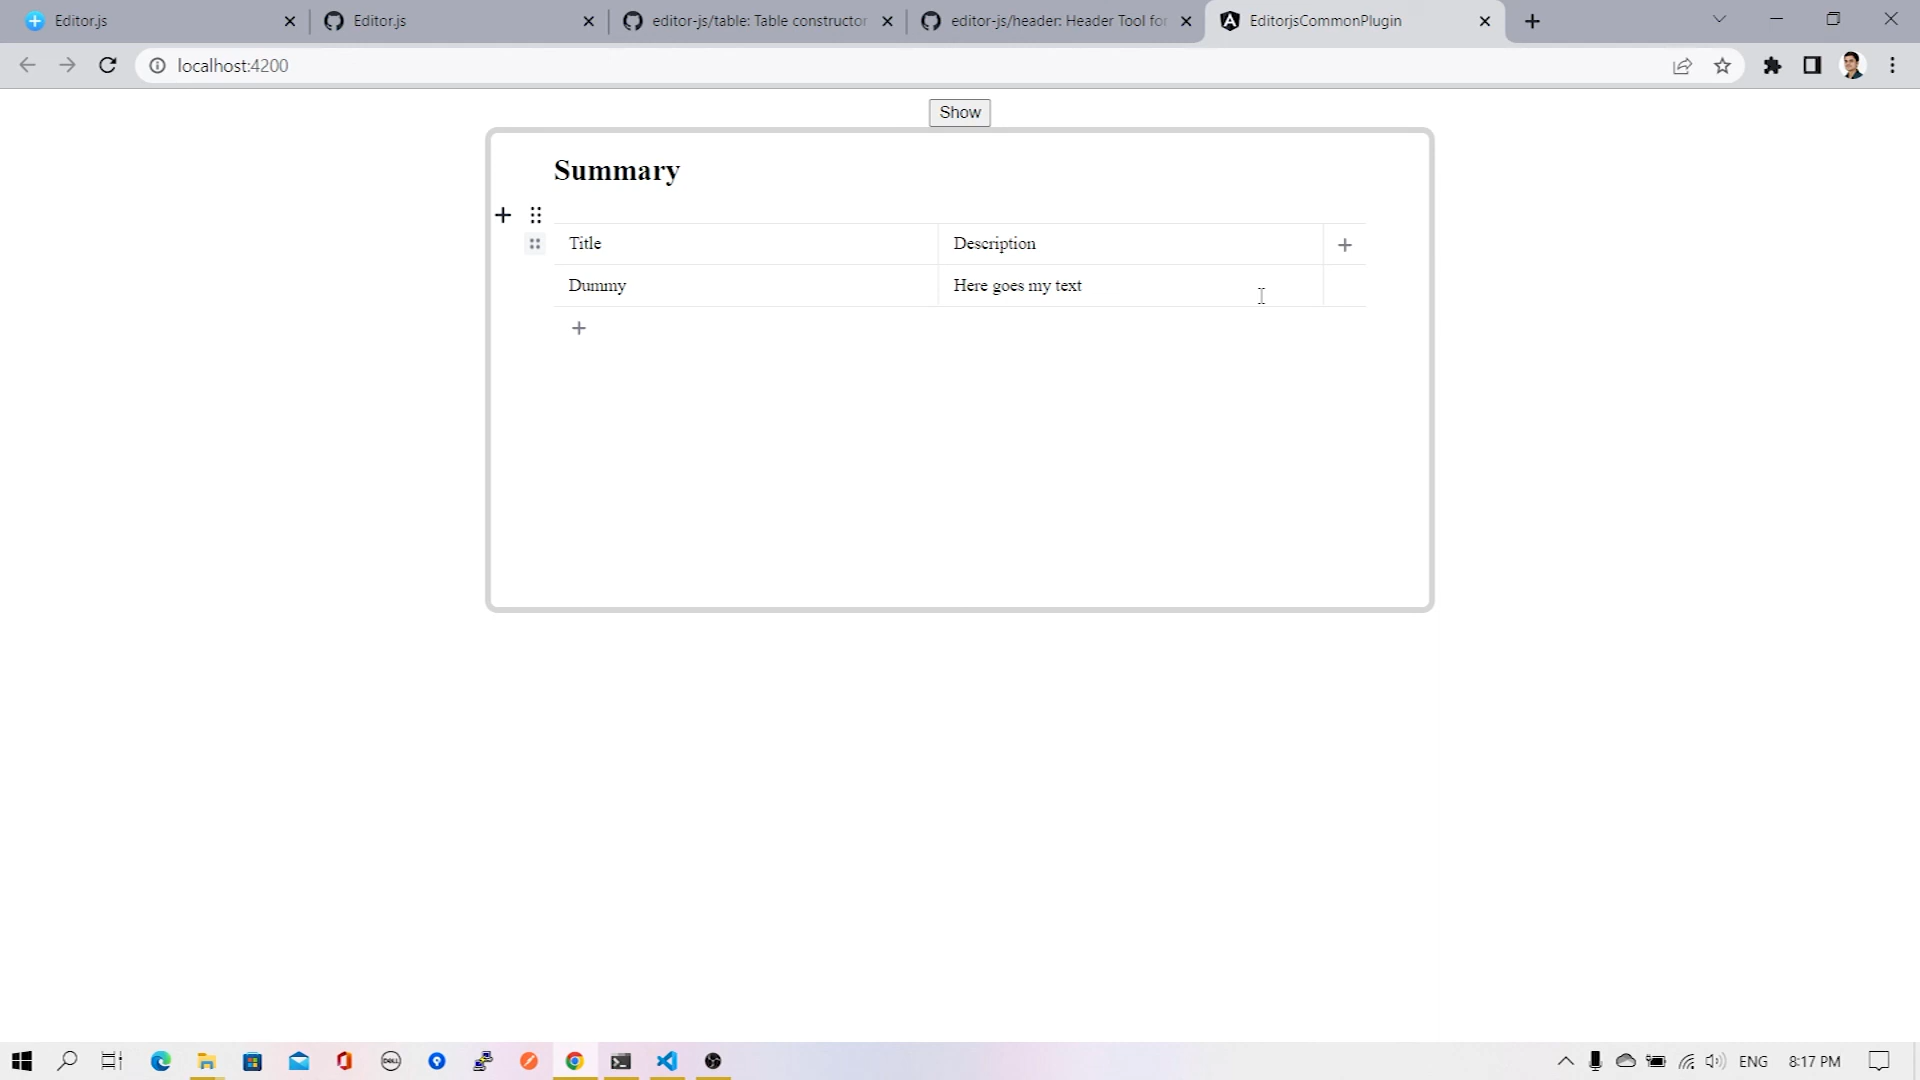 Editor.js
Editor.js
editor-js/table: Table constructor
editor-js/header: Header Tool for
EditorjsCommonPlugin
localhost:4200
Show
Summary
Title Description
Dummy Here goes my text
DELL
ENG 8:17 PM